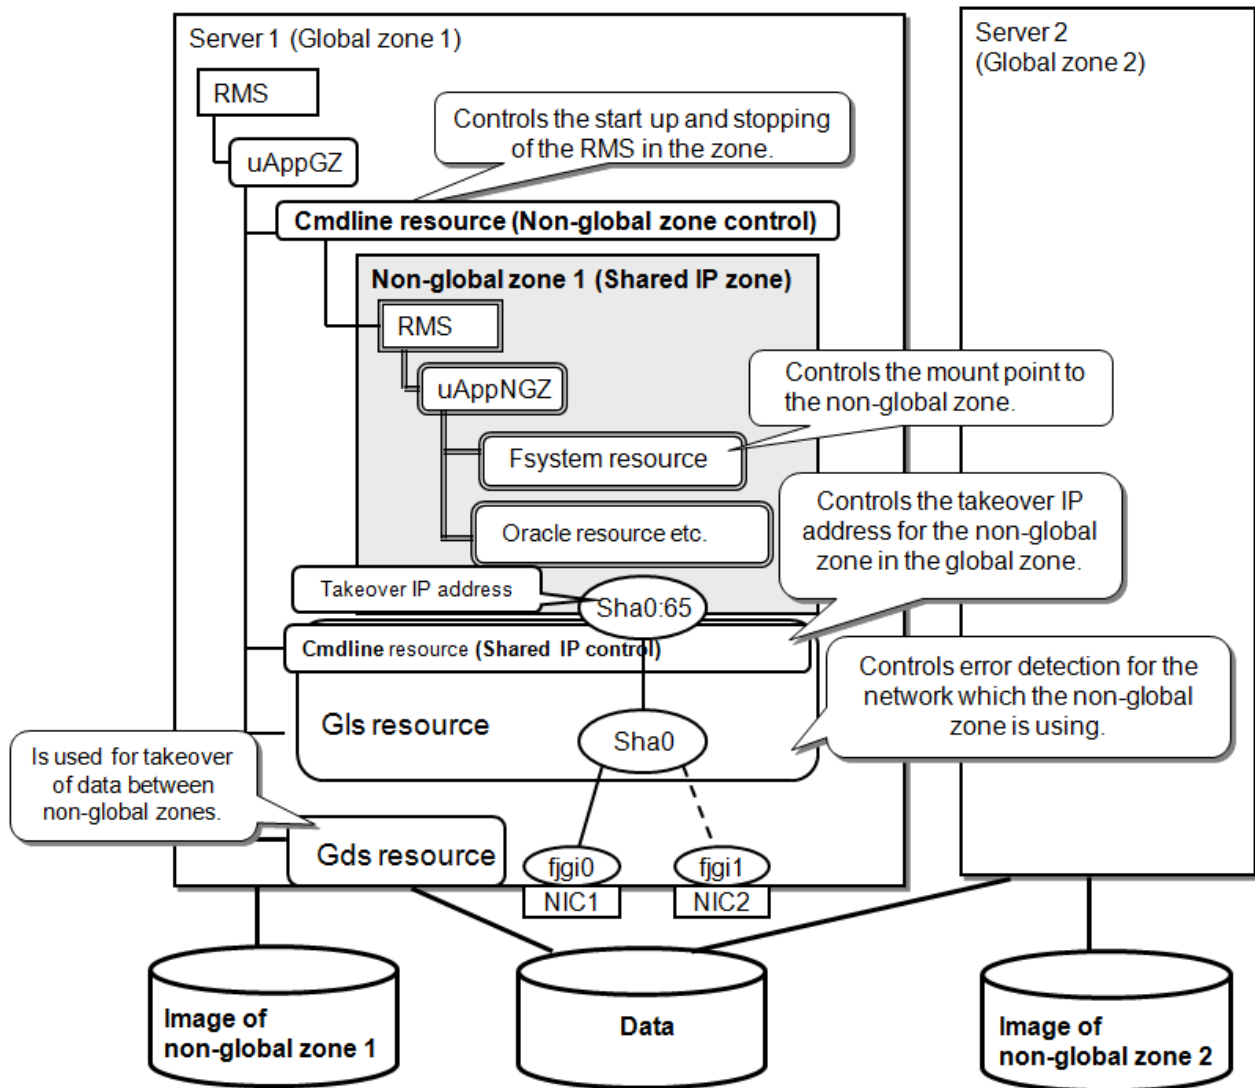 Server 1 (Global zone 1)
Server 2
(Global zone 2)
RMS
Controls the start up and stopping
of the RMS in the zone.
uAppGZ
Cmdline resource (Non-global zone control)
Non-global zone 1 (Shared IP zone)
RMS
uAppNGZ
Controls the mount point to
the non-global zone.
Fsystem resource
Controls the takeover IP
address for the non-global
zone in the global zone.
Oracle resource etc.
Takeover IP address
Sha0:65
Cmdline resource (Shared IP control)
Controls error detection for the
network which the non-global
zone is using.
Gls resource
Sha0
Is used for takeover
of data between
non-global zones.
Gds resource
fjgi0
fjgi1
NIC1
NIC2
Image of
non-global zone 1
Data
Image of
non-global zone 2